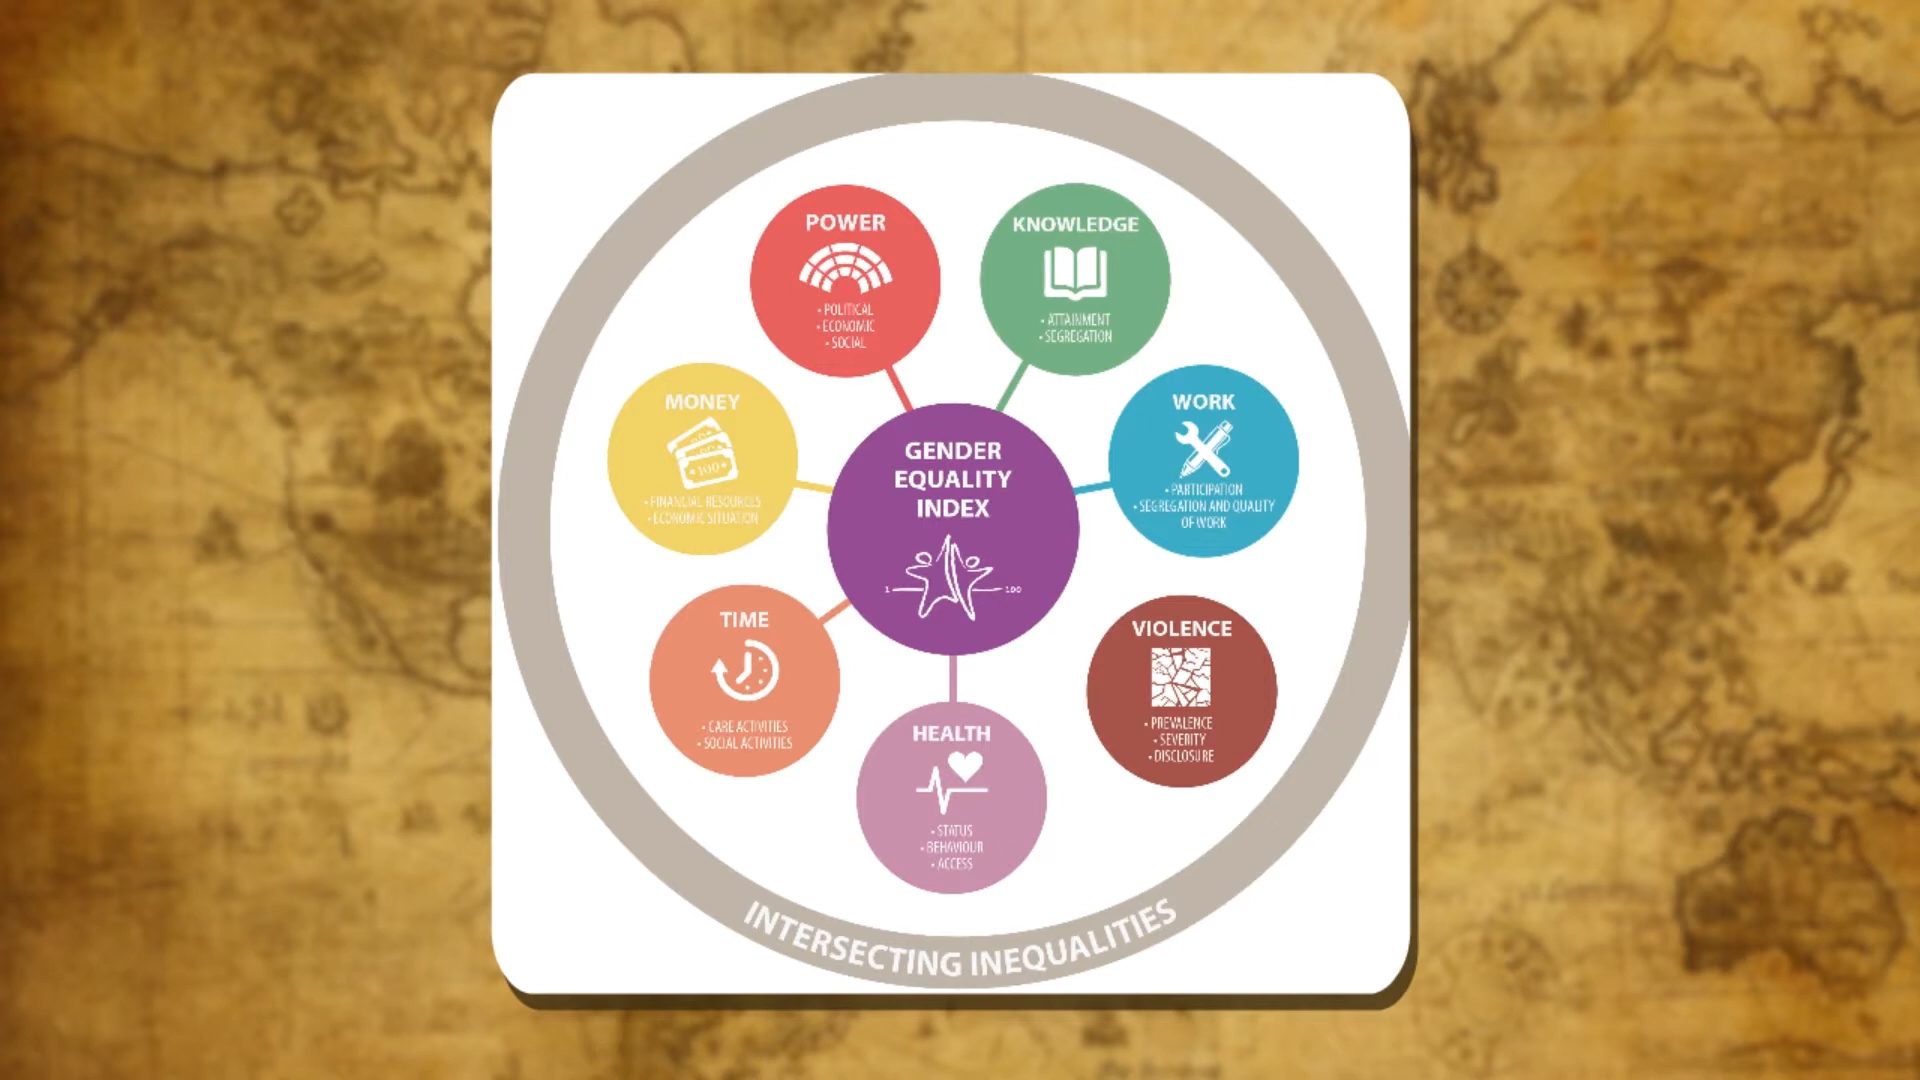 POWER
• POLITICAL
• ECONOMIC
• SOCIAL
KNOWLEDGE
• ATTAINMENT
• SEGREGATION
MONEY
100
• FINANCIAL RESOURCES
• ECONOMIC SITUATION
GENDER
EQUALITY
INDEX
1
100
WORK
• PARTICIPATION
• SEGREGATION AND QUALITY
OF WORK
TIME
• CARE ACTIVITIES
• SOCIAL ACTIVITIES
VIOLENCE
• PREVALENCE
• SEVERITY
• DISCLOSURE
HEALTH
• STATUS
• BEHAVIOUR
• ACCESS
INTERSECTING INEQUALITIES